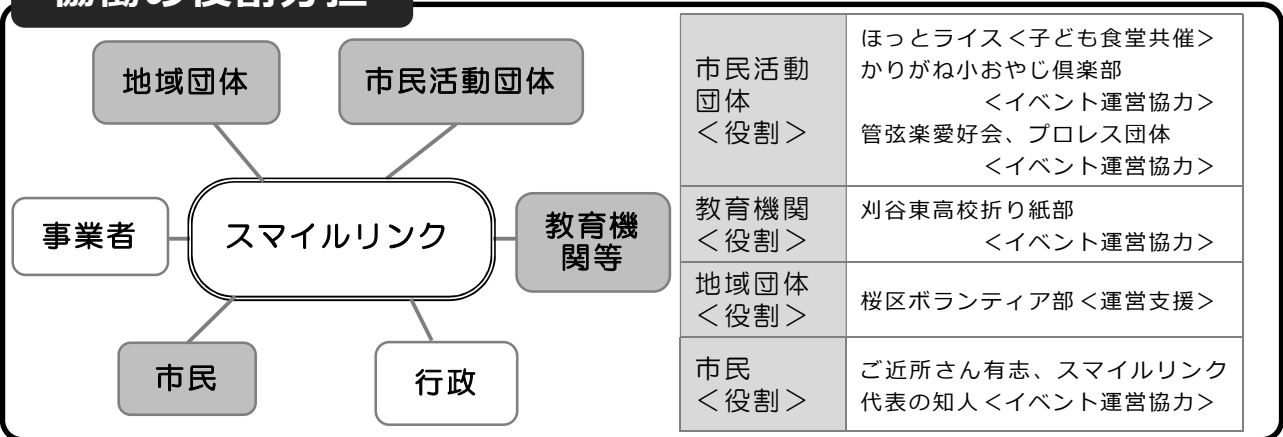 協働の役割分担
地域団体
市民活動団体
事業者
スマイルリンク
教育機
関等
市民
行政
市民活動
団体
<役割>
ほっとライス<子ども食堂共催>
かりがね小おやじ倶楽部
<イベント運営協力>
管弦楽愛好会、プロレス団体
<イベント運営協力>
教育機関
<役割>
刈谷東高校折り紙部
<イベント運営協力>
地域団体
<役割>
桜区ボランティア部<運営支援>
市民
<役割>
ご近所さん有志、スマイルリンク
代表の知人<イベント運営協力>